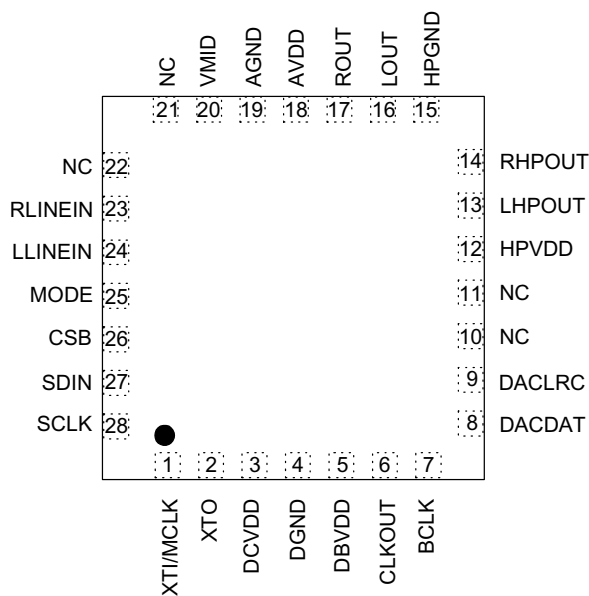 NC VMID AGND AVDD ROUT LOUT HPGND
21 20 19 18 17 16 15
NC 22
RLINEIN 23
LLINEIN 24
MODE 25
CSB 26
SDIN 27
SCLK 28
14 RHPOUT
13 LHPOUT
12 HPVDD
11 NC
10 NC
9 DACLRC
8 DACDAT
1 2 3 4 5 6 7
XTI/MCLK XTO DCVDD DGND DBVDD CLKOUT BCLK